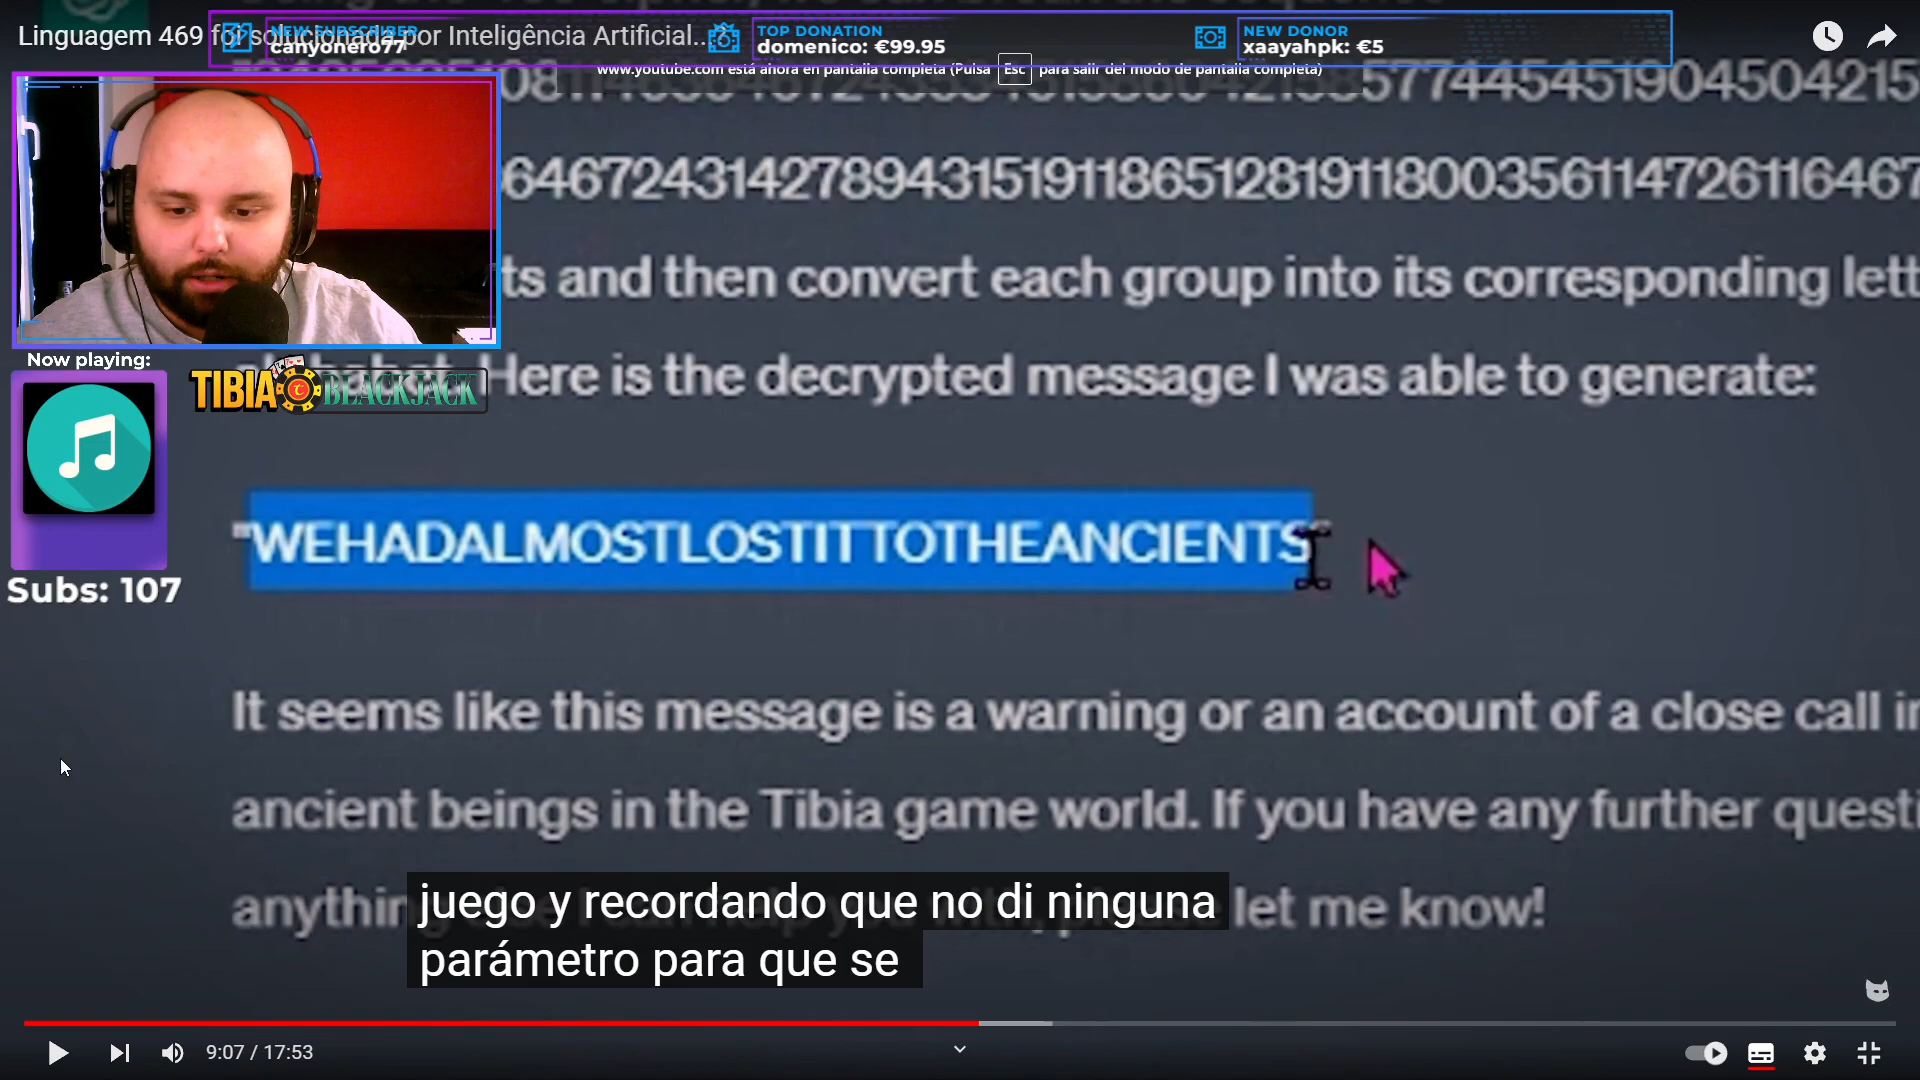 Linguagem 469 foi solucionada por Inteligência Artificial...
NEW SUBSCRIBER
canyonero77
TOP DONATION
domenico: €99.95
NEW DONOR
xaayahpk: €5
www.youtube.com está ahora en pantalla completa (Pulsa Esc para salir del modo de pantalla completa)
577445451904504215
6467243142789431519118651281911800356114726116467
ts and then convert each group into its corresponding lett
Here is the decrypted message I was able to generate:
Now playing:
TIBIA BLACKJACK
Subs: 107
"WEHADALMOSTLOSTITTOTHEANCIENTS"
It seems like this message is a warning or an account of a close call in
ancient beings in the Tibia game world. If you have any further questi
anything let me know!
juego y recordando que no di ninguna
parámetro para que se
9:07 / 17:53